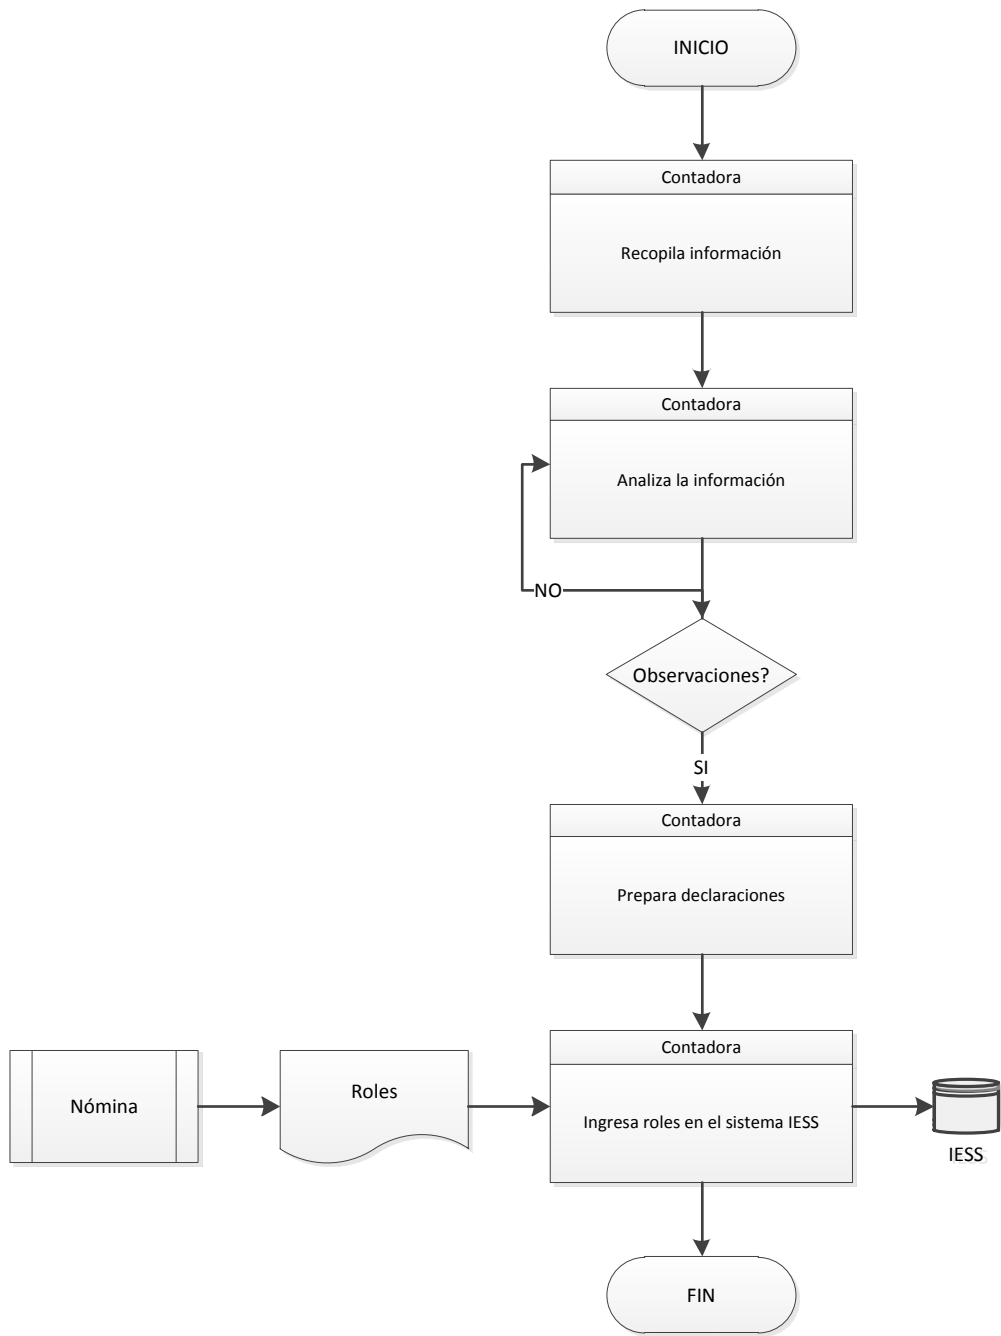 INICIO
Contadora
Recopila información
Contadora
Analiza la información
NO
Observaciones?
SI
Contadora
Prepara declaraciones
Contadora
Nómina
Roles
Ingresa roles en el sistema IESS
IESS
FIN